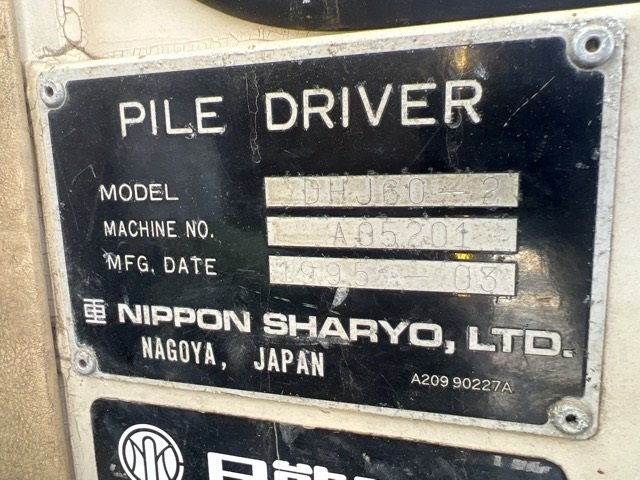 PILE DRIVER
MODEL DHJ60-2
MACHINE NO. A05201
MFG. DATE 1995-03
NIPPON SHARYO, LTD.
NAGOYA, JAPAN
A209 90227A